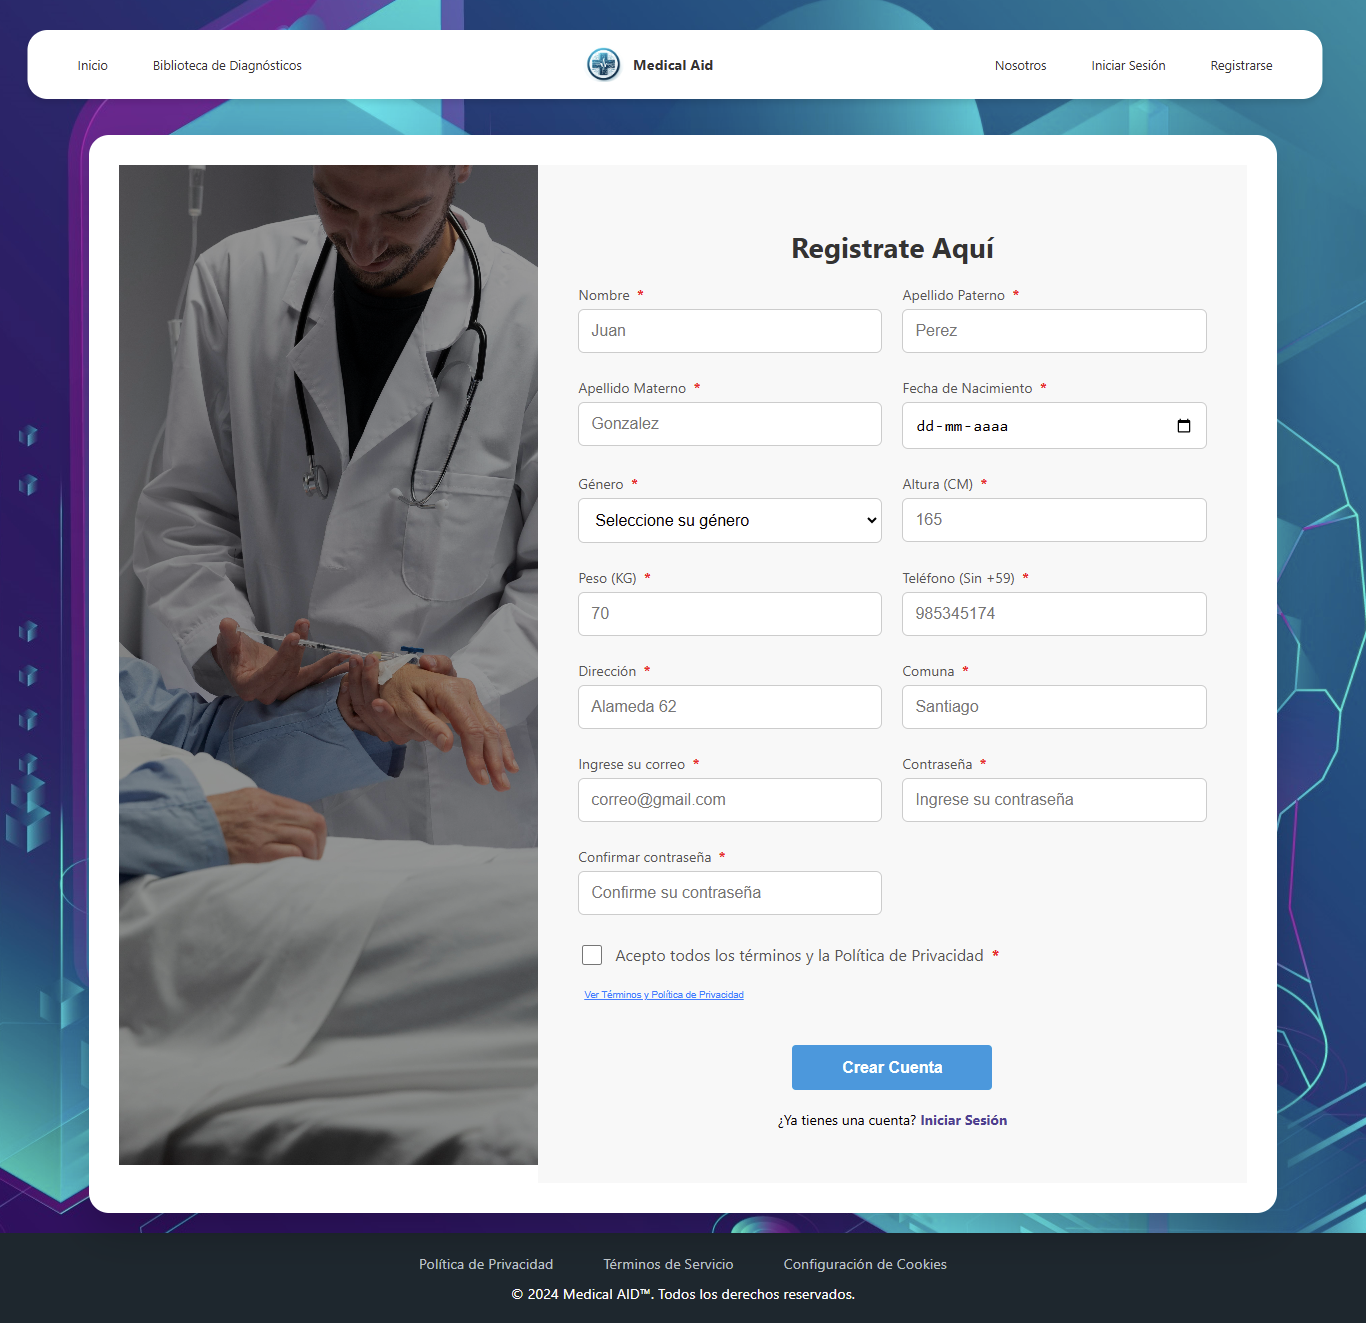 Inicio
Biblioteca de Diagnósticos
Medical Aid
Nosotros
Iniciar Sesión
Registrarse
Registrate Aquí
Nombre *
Juan
Apellido Paterno *
Perez
Apellido Materno *
Gonzalez
Fecha de Nacimiento *
dd-mm-aaaa
Género *
Seleccione su género
Altura (CM) *
165
Peso (KG) *
70
Teléfono (Sin +59) *
985345174
Dirección *
Alameda 62
Comuna *
Santiago
Ingrese su correo *
correo@gmail.com
Contraseña *
Ingrese su contraseña
Confirmar contraseña *
Confirme su contraseña
Acepto todos los términos y la Política de Privacidad *
Ver Términos y Política de Privacidad
Crear Cuenta
¿Ya tienes una cuenta? Iniciar Sesión
Política de Privacidad
Términos de Servicio
Configuración de Cookies
© 2024 Medical AID™. Todos los derechos reservados.